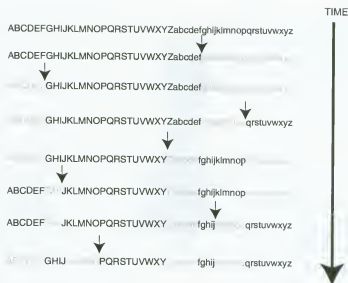 TIME
ABCDEFGHIJKLMNOPQRSTUVWXYZabcdefghijklmnopqrstuvwxyz
ABCDEFGHIJKLMNOPQRSTUVWXYZabcdef
GHIJKLMNOPQRSTUVWXYZabcdef
GHIJKLMNOPQRSTUVWXYZabcdef qrstuvwxyz
GHIJKLMNOPQRSTUVWXY fghijklmnop
ABCDEF JKLMNOPQRSTUVWXY fghijklmnop
ABCDEF JKLMNOPQRSTUVWXY fghij qrstuvwxyz
GHIJ PQRSTUVWXY fghij qrstuvwxyz